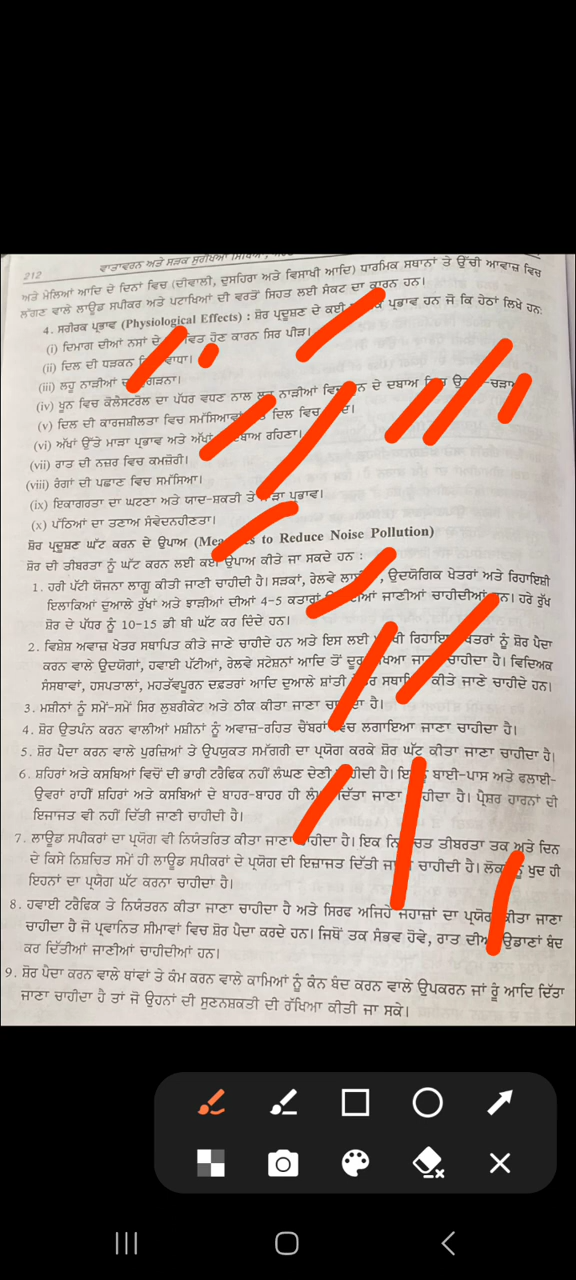 212
ਵਾਤਾਵਰਨ ਅਤੇ ਸੜਕ ਸੁਰੱਖਿਆ
ਅਤੇ ਮੇਲਿਆਂ ਆਦਿ ਦੇ ਦਿਨਾਂ ਵਿਚ (ਦੀਵਾਲੀ, ਦੁਸਹਿਰਾ ਅਤੇ ਵਿਸਾਖੀ ਆਦਿ) ਧਾਰਮਿਕ ਸਥਾਨਾਂ ਤੇ ਉੱਚੀ ਆਵਾਜ਼ ਵਿਚ
ਲੱਗਣ ਵਾਲੇ ਲਾਊਡ ਸਪੀਕਰ ਅਤੇ ਪਟਾਖਿਆਂ ਦੀ ਵਰਤੋਂ ਸਿਹਤ ਲਈ ਸੰਕਟ ਦਾ ਕਾਰਨ ਹਨ।
4. ਸਰੀਰਕ ਪ੍ਰਭਾਵ (Physiological Effects) : ਸ਼ੋਰ ਪ੍ਰਦੂਸ਼ਣ ਦੇ ਕਈ ਪ੍ਰਭਾਵ ਹਨ ਜੋ ਕਿ ਹੇਠਾਂ ਲਿਖੇ ਹਨ:
(i) ਦਿਮਾਗ ਦੀਆਂ ਨਸਾਂ ਦੇ ਹੋਣ ਕਾਰਨ ਸਿਰ ਪੀੜ।
(ii) ਦਿਲ ਦੀ ਧੜਕਨ ਵਾਧਾ।
(iii) ਲਹੂ ਨਾੜੀਆਂ
(iv) ਖੂਨ ਵਿਚ ਕੋਲੈਸਟਰੋਲ ਦਾ ਪੱਧਰ ਵਧਣ ਨਾਲ ਨਾੜੀਆਂ ਦੇ ਦਬਾਅ
(v) ਦਿਲ ਦੀ ਕਾਰਜਸ਼ੀਲਤਾ ਵਿਚ ਸਮੱਸਿਆਵਾਂ ਦਿਲ ਵਿਚ
(vi) ਅੱਖਾਂ ਉੱਤੇ ਮਾੜਾ ਪ੍ਰਭਾਵ ਅਤੇ ਅੱਖਾਂ ਰਹਿਣਾ।
(vii) ਰਾਤ ਦੀ ਨਜ਼ਰ ਵਿਚ ਕਮਜ਼ੋਰੀ।
(viii) ਰੰਗਾਂ ਦੀ ਪਛਾਣ ਵਿਚ ਸਮੱਸਿਆ।
(ix) ਇਕਾਗਰਤਾ ਦਾ ਘਟਣਾ ਅਤੇ ਯਾਦ-ਸ਼ਕਤੀ ਤੇ ਪ੍ਰਭਾਵ।
(x) ਪੱਠਿਆਂ ਦਾ ਤਣਾਅ ਸੰਵੇਦਨਹੀਣਤਾ।
ਸ਼ੋਰ ਪ੍ਰਦੂਸ਼ਣ ਘੱਟ ਕਰਨ ਦੇ ਉਪਾਅ to Reduce Noise Pollution)
ਸ਼ੋਰ ਦੀ ਤੀਬਰਤਾ ਨੂੰ ਘੱਟ ਕਰਨ ਲਈ ਕਈ ਉਪਾਅ ਕੀਤੇ ਜਾ ਸਕਦੇ ਹਨ :
1. ਹਰੀ ਪੱਟੀ ਯੋਜਨਾ ਲਾਗੂ ਕੀਤੀ ਜਾਣੀ ਚਾਹੀਦੀ ਹੈ। ਸੜਕਾਂ, ਰੇਲਵੇ ਉਦਯੋਗਿਕ ਖੇਤਰਾਂ ਅਤੇ ਰਿਹਾਇਸ਼ੀ
ਇਲਾਕਿਆਂ ਦੁਆਲੇ ਰੁੱਖਾਂ ਅਤੇ ਝਾੜੀਆਂ ਦੀਆਂ 4-5 ਕਤਾਰਾਂ ਜਾਣੀਆਂ ਚਾਹੀਦੀਆਂ ਹਨ। ਹਰੇ ਰੁੱਖ
ਸ਼ੋਰ ਦੇ ਪੱਧਰ ਨੂੰ 10-15 ਡੀ ਬੀ ਘੱਟ ਕਰ ਦਿੰਦੇ ਹਨ।
2. ਵਿਸ਼ੇਸ਼ ਅਵਾਜ਼ ਖੇਤਰ ਸਥਾਪਿਤ ਕੀਤੇ ਜਾਣੇ ਚਾਹੀਦੇ ਹਨ ਅਤੇ ਇਸ ਲਈ ਨੂੰ ਸ਼ੋਰ ਪੈਦਾ
ਕਰਨ ਵਾਲੇ ਉਦਯੋਗਾਂ, ਹਵਾਈ ਪੱਟੀਆਂ, ਰੇਲਵੇ ਸਟੇਸ਼ਨਾਂ ਆਦਿ ਤੋਂ ਦੂਰ ਚਾਹੀਦਾ ਹੈ। ਵਿਦਿਅਕ
ਸੰਸਥਾਵਾਂ, ਹਸਪਤਾਲਾਂ, ਮਹੱਤਵਪੂਰਨ ਦਫ਼ਤਰਾਂ ਆਦਿ ਦੁਆਲੇ ਸ਼ਾਂਤੀ ਕੀਤੇ ਜਾਣੇ ਚਾਹੀਦੇ ਹਨ।
3. ਮਸ਼ੀਨਾਂ ਨੂੰ ਸਮੇਂ-ਸਮੇਂ ਸਿਰ ਲੁਬਰੀਕੇਟ ਅਤੇ ਠੀਕ ਕੀਤਾ ਜਾਣਾ ਹੈ।
4. ਸ਼ੋਰ ਉਤਪੰਨ ਕਰਨ ਵਾਲੀਆਂ ਮਸ਼ੀਨਾਂ ਨੂੰ ਅਵਾਜ਼-ਰਹਿਤ ਚੈਂਬਰਾਂ ਵਿਚ ਲਗਾਇਆ ਜਾਣਾ ਚਾਹੀਦਾ ਹੈ।
5. ਸ਼ੋਰ ਪੈਦਾ ਕਰਨ ਵਾਲੇ ਪੁਰਜ਼ਿਆਂ ਤੇ ਉਪਯੁਕਤ ਸਮੱਗਰੀ ਦਾ ਪ੍ਰਯੋਗ ਕਰਕੇ ਸ਼ੋਰ ਘੱਟ ਕੀਤਾ ਜਾਣਾ ਚਾਹੀਦਾ ਹੈ।
6. ਸ਼ਹਿਰਾਂ ਅਤੇ ਕਸਬਿਆਂ ਵਿਚੋਂ ਦੀ ਭਾਰੀ ਟਰੈਫਿਕ ਨਹੀਂ ਲੰਘਣ ਦੇਣੀ ਚਾਹੀਦੀ ਹੈ। ਬਾਈ-ਪਾਸ ਅਤੇ ਫਲਾਈ-
ਉਵਰਾਂ ਰਾਹੀਂ ਸ਼ਹਿਰਾਂ ਅਤੇ ਕਸਬਿਆਂ ਦੇ ਬਾਹਰ-ਬਾਹਰ ਹੀ ਦਿੱਤਾ ਜਾਣਾ ਚਾਹੀਦਾ ਹੈ। ਪ੍ਰੈਸ਼ਰ ਹਾਰਨਾਂ ਦੀ
ਇਜਾਜਤ ਵੀ ਨਹੀਂ ਦਿੱਤੀ ਜਾਣੀ ਚਾਹੀਦੀ ਹੈ।
7. ਲਾਊਡ ਸਪੀਕਰਾਂ ਦਾ ਪ੍ਰਯੋਗ ਵੀ ਨਿਯੰਤਰਿਤ ਕੀਤਾ ਜਾਣਾ ਚਾਹੀਦਾ ਹੈ। ਇਕ ਤੀਬਰਤਾ ਤਕ ਅਤੇ ਦਿਨ
ਦੇ ਕਿਸੇ ਨਿਸ਼ਚਿਤ ਸਮੇਂ ਹੀ ਲਾਊਡ ਸਪੀਕਰਾਂ ਦੇ ਪ੍ਰਯੋਗ ਦੀ ਇਜ਼ਾਜਤ ਦਿੱਤੀ ਚਾਹੀਦੀ ਹੈ। ਖੁਦ ਹੀ
ਇਹਨਾਂ ਦਾ ਪ੍ਰਯੋਗ ਘੱਟ ਕਰਨਾ ਚਾਹੀਦਾ ਹੈ।
8. ਹਵਾਈ ਟਰੈਫਿਕ ਤੇ ਨਿਯੰਤਰਨ ਕੀਤਾ ਜਾਣਾ ਚਾਹੀਦਾ ਹੈ ਅਤੇ ਸਿਰਫ ਅਜਿਹੇ ਜਹਾਜ਼ਾਂ ਦਾ ਪ੍ਰਯੋਗ ਕੀਤਾ ਜਾਣਾ
ਚਾਹੀਦਾ ਹੈ ਜੋ ਪ੍ਰਵਾਨਿਤ ਸੀਮਾਵਾਂ ਵਿਚ ਸ਼ੋਰ ਪੈਦਾ ਕਰਦੇ ਹਨ। ਜਿਥੋਂ ਤਕ ਸੰਭਵ ਹੋਵੇ, ਰਾਤ ਦੀਆਂ ਉਡਾਣਾਂ ਬੰਦ
ਕਰ ਦਿੱਤੀਆਂ ਜਾਣੀਆਂ ਚਾਹੀਦੀਆਂ ਹਨ।
9. ਸ਼ੋਰ ਪੈਦਾ ਕਰਨ ਵਾਲੇ ਥਾਂਵਾਂ ਤੇ ਕੰਮ ਕਰਨ ਵਾਲੇ ਕਾਮਿਆਂ ਨੂੰ ਕੰਨ ਬੰਦ ਕਰਨ ਵਾਲੇ ਉਪਕਰਨ ਜਾਂ ਰੂੰ ਆਦਿ ਦਿੱਤਾ
ਜਾਣਾ ਚਾਹੀਦਾ ਹੈ ਤਾਂ ਜੋ ਉਹਨਾਂ ਦੀ ਸੁਣਨਸ਼ਕਤੀ ਦੀ ਰੱਖਿਆ ਕੀਤੀ ਜਾ ਸਕੇ।